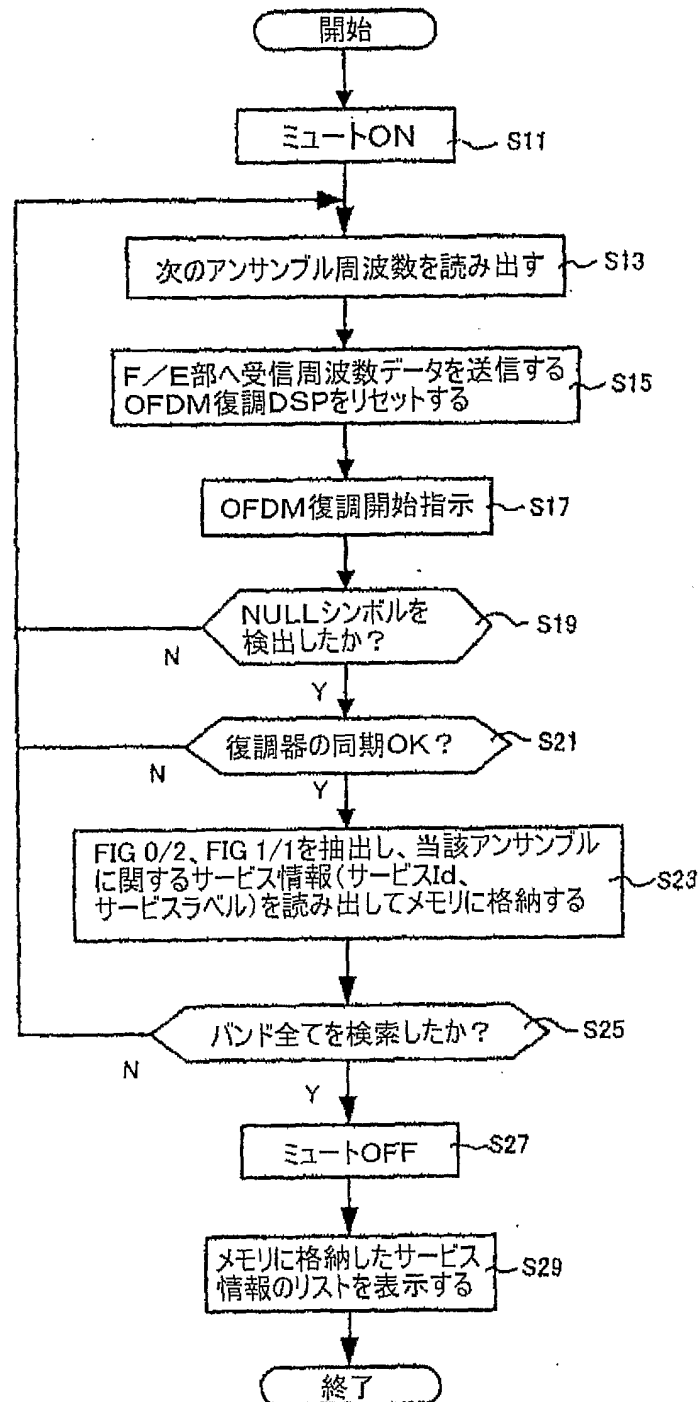 開始
ミュートON
S11
次のアンサンブル周波数を読み出す
S13
F／E部へ受信周波数データを送信する
OFDM復調DSPをリセットする
S15
OFDM復調開始指示
S17
NULLシンボルを
検出したか？
S19
N
Y
復調器の同期OK？
S21
N
Y
FIG 0/2、FIG 1/1を抽出し、当該アンサンブル
に関するサービス情報（サービスId、
サービスラベル）を読み出してメモリに格納する
S23
バンド全てを検索したか？
S25
N
Y
ミュートOFF
S27
メモリに格納したサービス
情報のリストを表示する
S29
終了